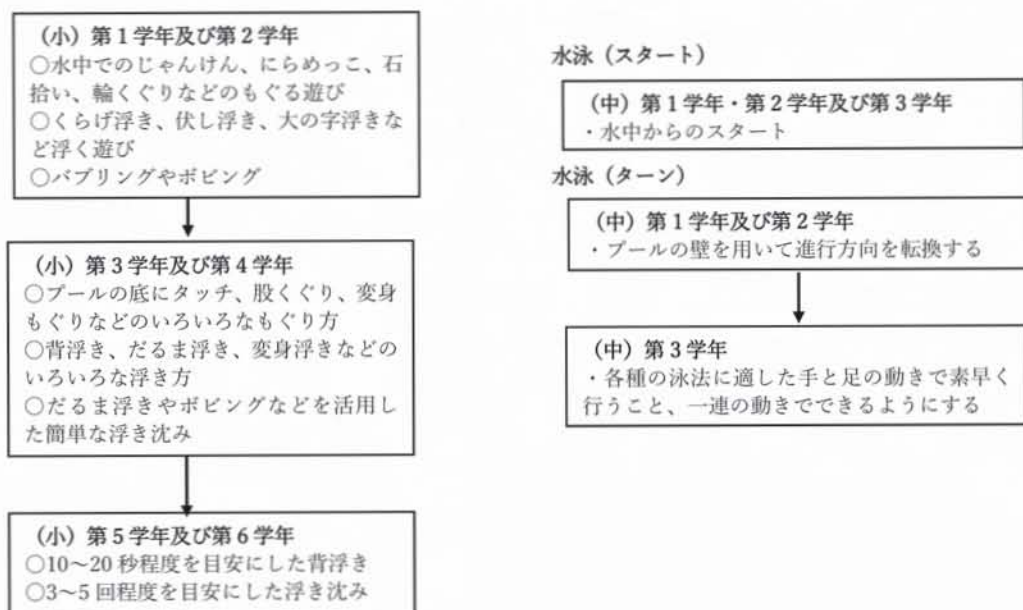 （小）第1学年及び第2学年
○水中でのじゃんけん、にらめっこ、石
拾い、輪くぐりなどのもぐる遊び
○くらげ浮き、伏し浮き、大の字浮きな
ど浮く遊び
○バブリングやボビング
（小）第3学年及び第4学年
○プールの底にタッチ、股くぐり、変身
もぐりなどのいろいろなもぐり方
○背浮き、だるま浮き、変身浮きなどの
いろいろな浮き方
○だるま浮きやボビングなどを活用し
た簡単な浮き沈み
（小）第5学年及び第6学年
○10～20秒程度を目安にした背浮き
○3～5回程度を目安にした浮き沈み
水泳（スタート）
（中）第1学年・第2学年及び第3学年
・水中からのスタート
水泳（ターン）
（中）第1学年及び第2学年
・プールの壁を用いて進行方向を転換する
（中）第3学年
・各種の泳法に適した手と足の動きで素早く
行うこと、一連の動きでできるようにする